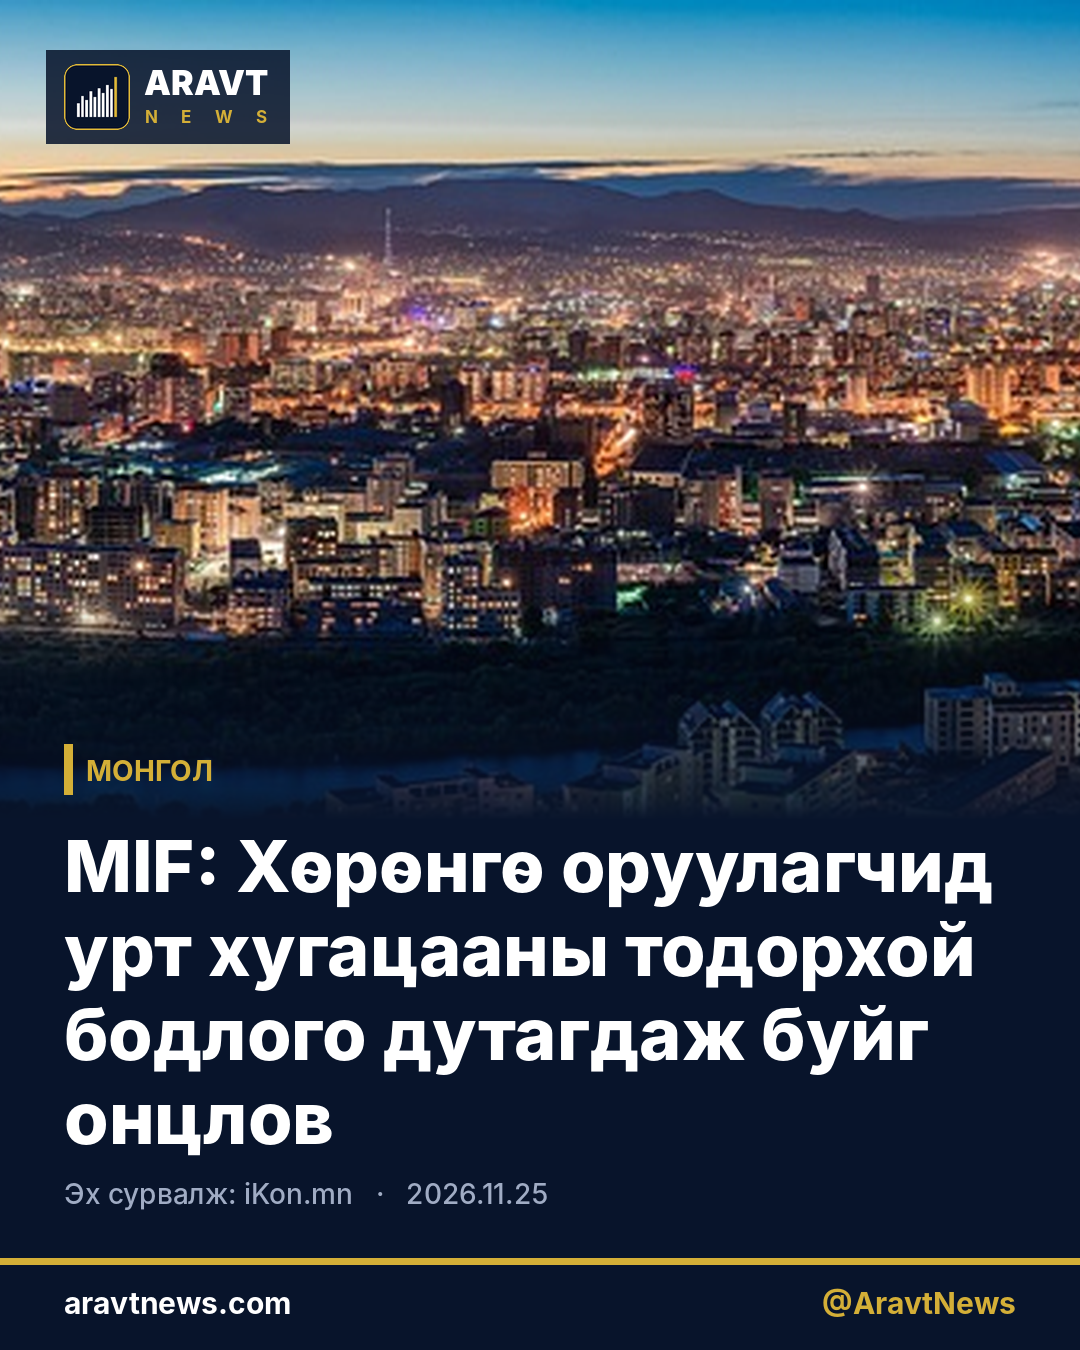 ARAVT
NEWS
МОНГОЛ
MIF: Хөрөнгө оруулагчид
урт хугацааны тодорхой
бодлого дутагдаж буйг
онцлов
Эх сурвалж: iKon.mn · 2026.11.25
aravtnews.com
@AravtNews